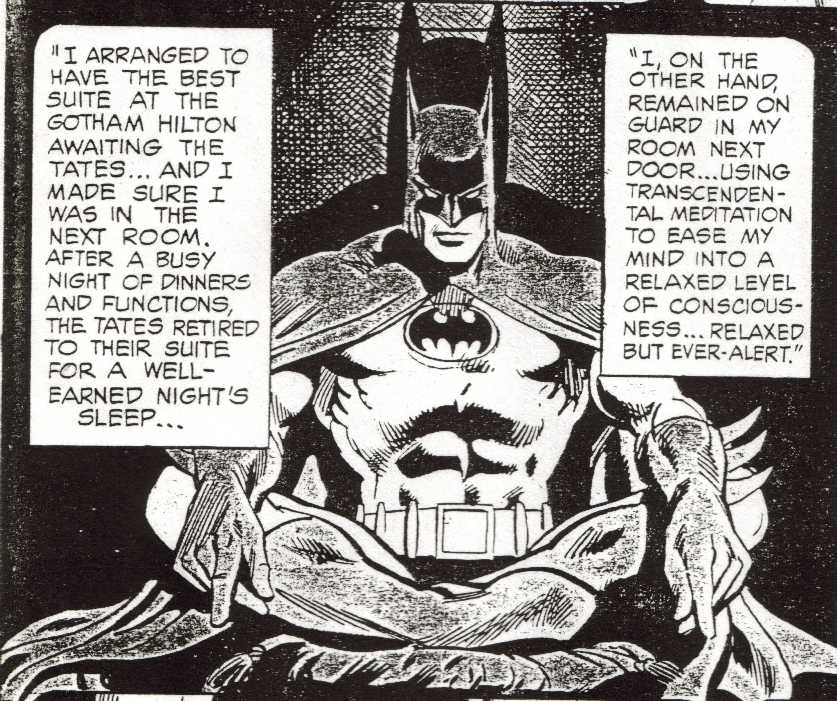 "I ARRANGED TO
HAVE THE BEST
SUITE AT THE
GOTHAM HILTON
AWAITING THE
TATES... AND I
MADE SURE I
WAS IN THE
NEXT ROOM.
AFTER A BUSY
NIGHT OF DINNERS
AND FUNCTIONS,
THE TATES RETIRED
TO THEIR SUITE
FOR A WELL-
EARNED NIGHT'S
SLEEP...
"I, ON THE
OTHER HAND,
REMAINED ON
GUARD IN MY
ROOM NEXT
DOOR...USING
TRANSCENDEN-
TAL MEDITATION
TO EASE MY
MIND INTO A
RELAXED LEVEL
OF CONSCIOUS-
NESS... RELAXED
BUT EVER-ALERT."